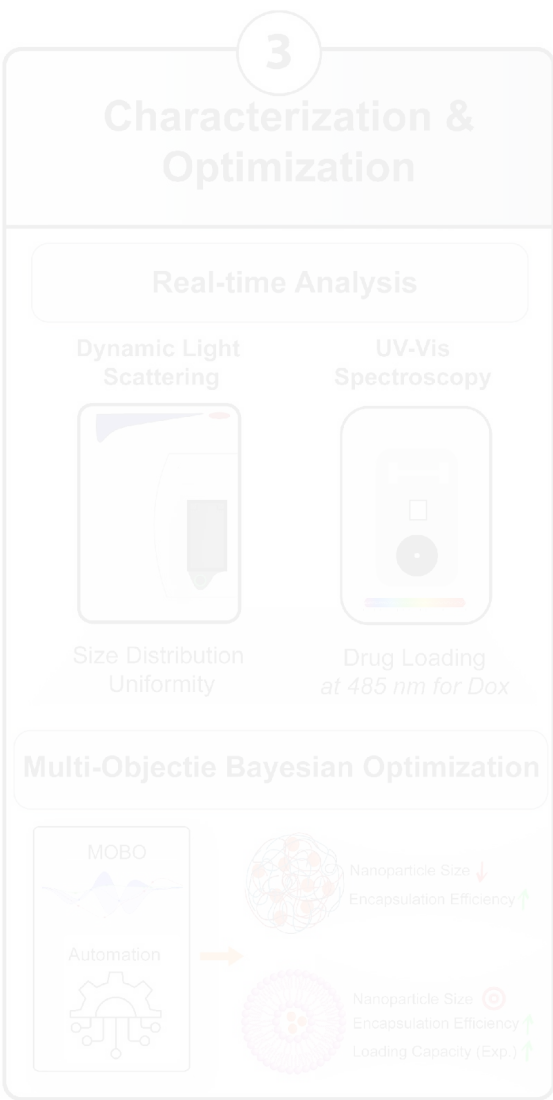 3
Characterization &
Optimization
Real-time Analysis
Dynamic Light
Scattering
UV-Vis
Spectroscopy
Size Distribution
Uniformity
Drug Loading
at 485 nm for Dox
Multi-Objectie Bayesian Optimization
MOBO
Automation
Nanoparticle Size
Encapsulation Efficiency
Nanoparticle Size
Encapsulation Efficiency
Loading Capacity (Exp.)